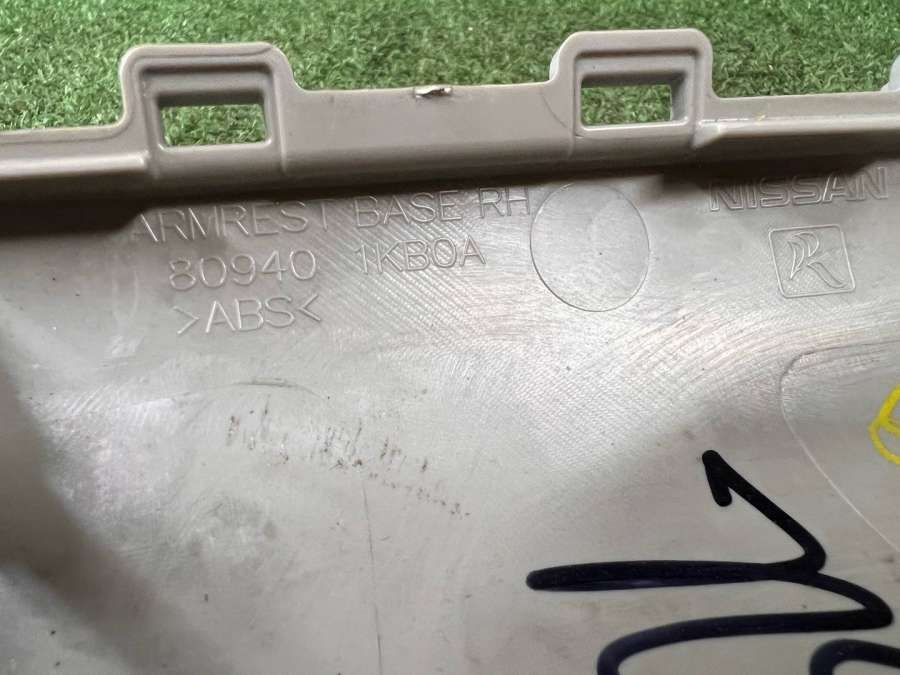 ARMREST BASE RH
80940 1KB0A
>ABS<
NISSAN
R